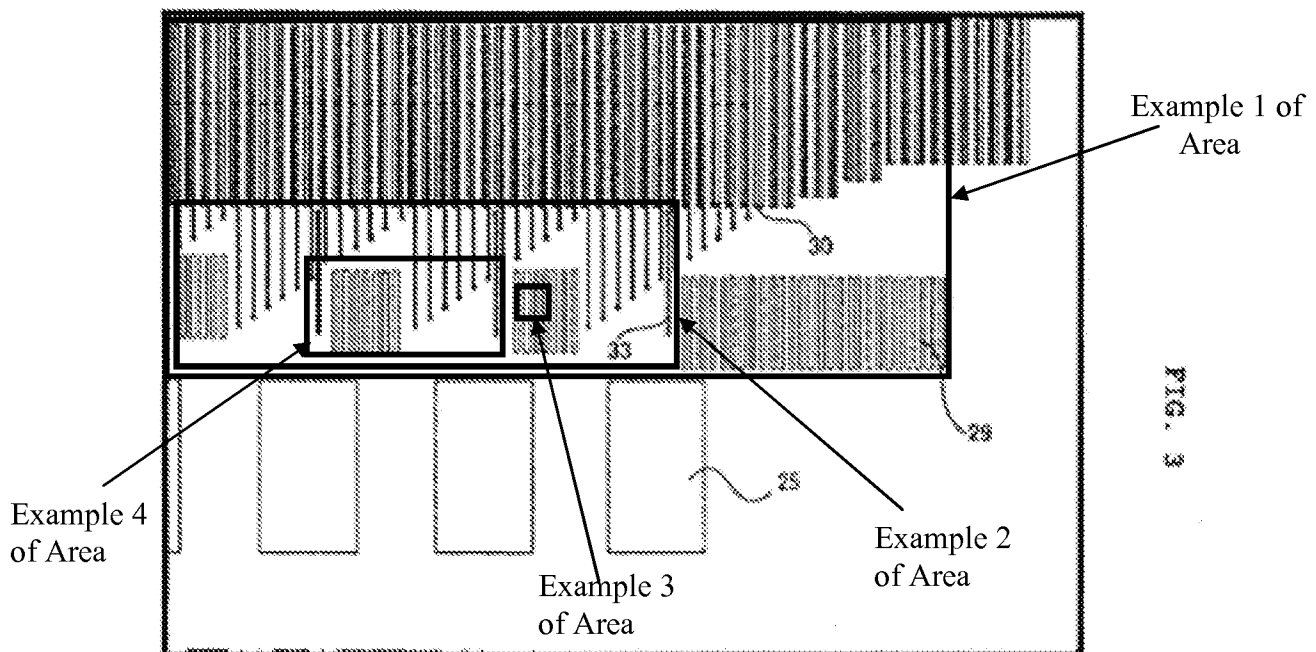 Example 1 of
Area
30
33
29
FIG. 3
25
Example 4
of Area
Example 2
of Area
Example 3
of Area